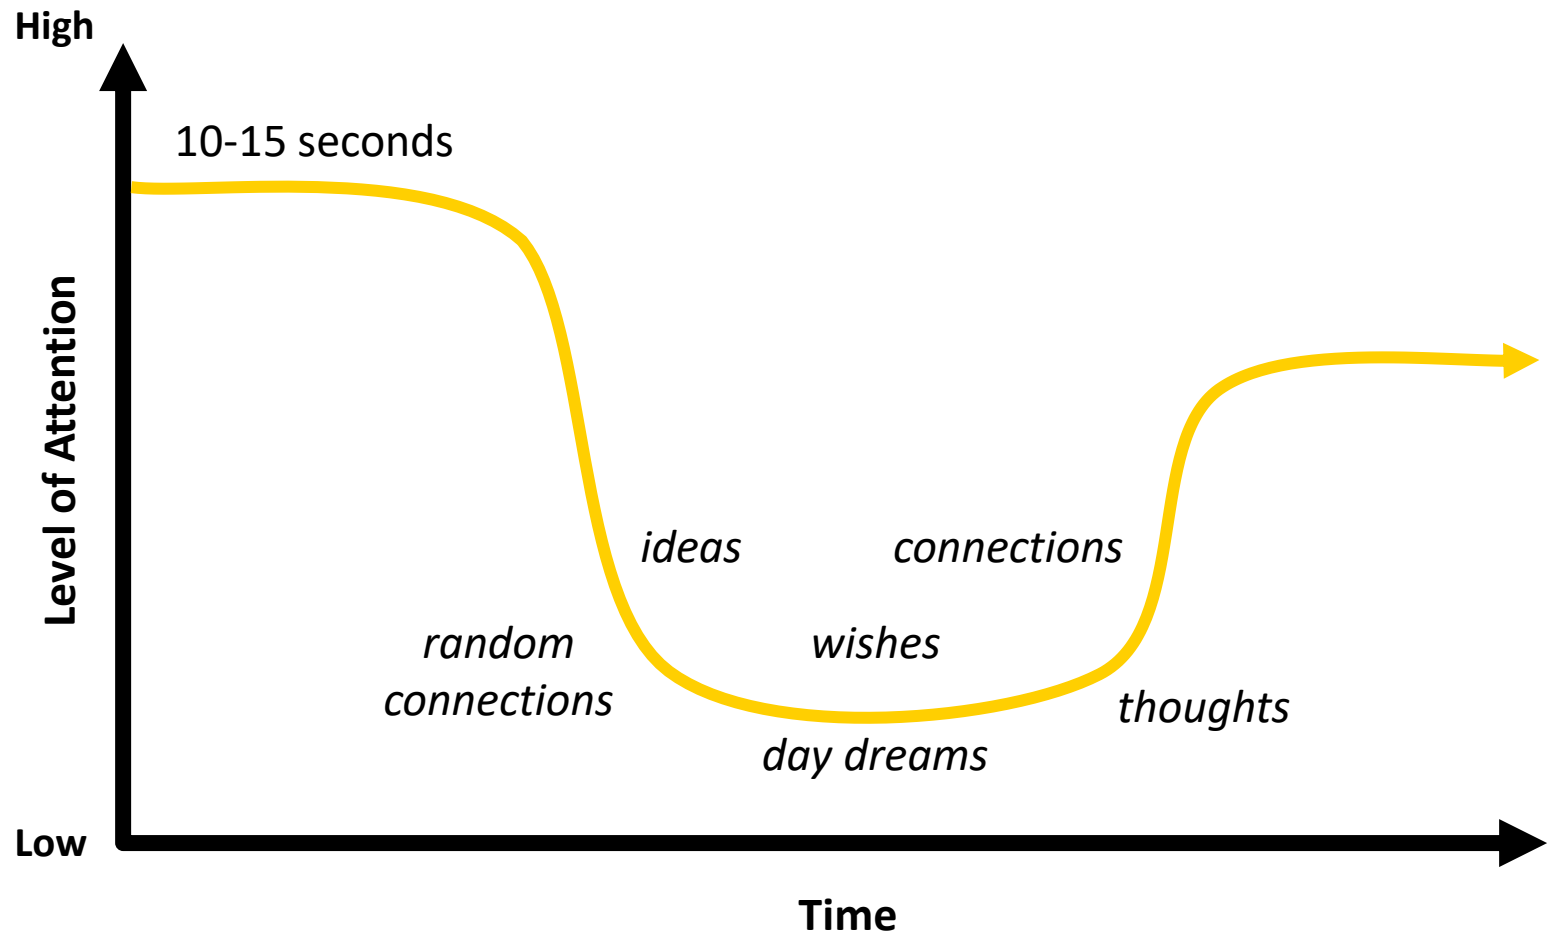 High
10-15 seconds
Level of Attention
ideas
connections
random
connections
wishes
thoughts
day dreams
Low
Time